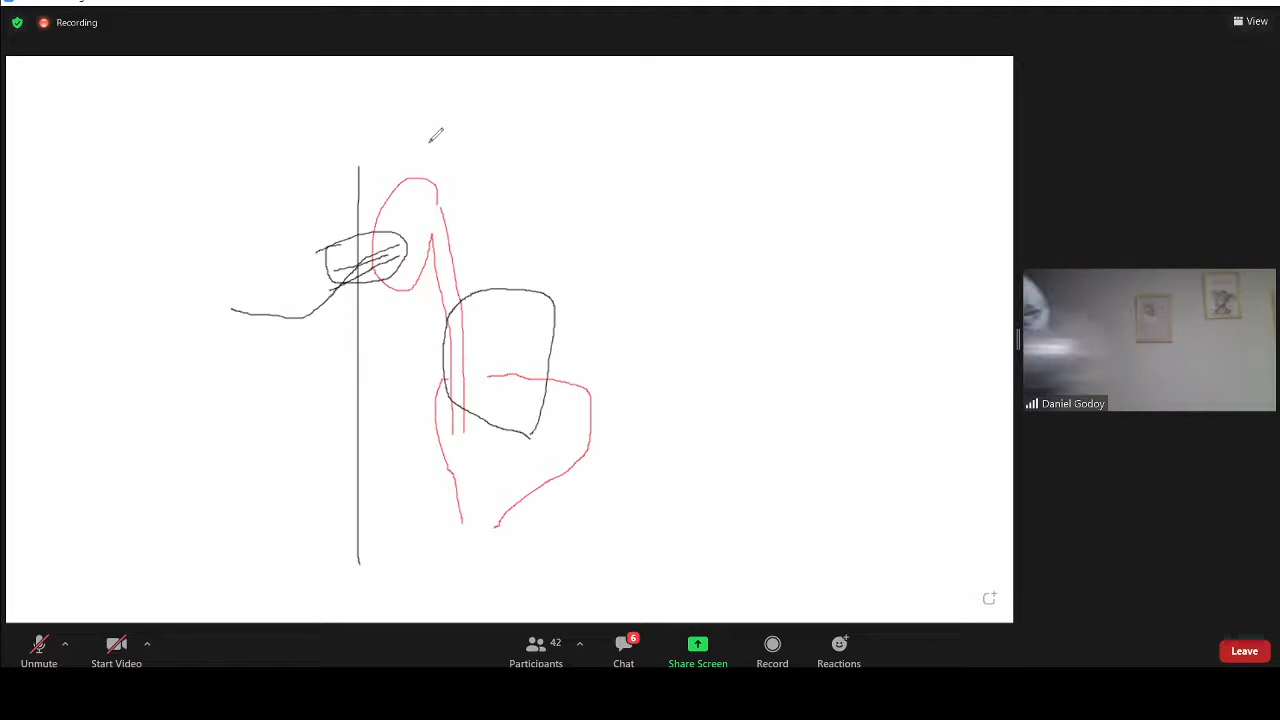 Recording
View
Daniel Godoy
42
6
Unmute
Start Video
Participants
Chat
Share Screen
Record
Reactions
Leave